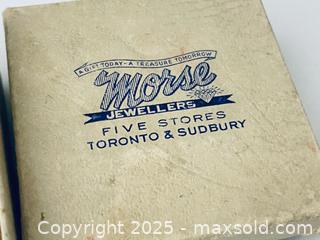 A GIFT TODAY - A TREASURE TOMORROW
Morse
JEWELLERS
FIVE STORES
TORONTO & SUDBURY
Copyright 2025 - maxsold.com